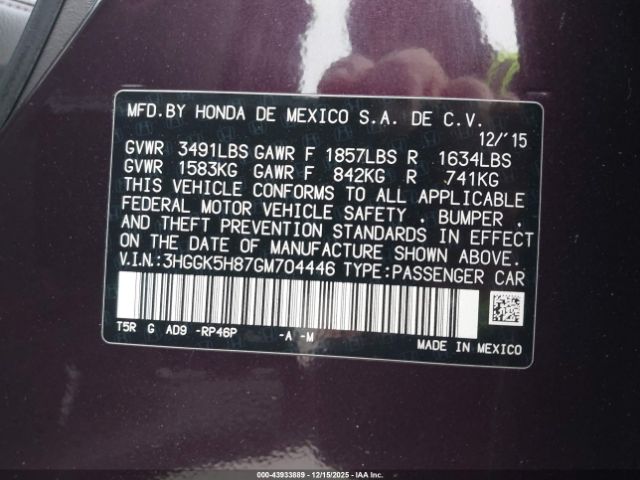 MFD.BY HONDA DE MEXICO S.A. DE C.V.
12/'15
GVWR 3491LBS GAWR F 1857LBS R 1634LBS
GVWR 1583KG GAWR F 842KG R 741KG
THIS VEHICLE CONFORMS TO ALL APPLICABLE
FEDERAL MOTOR VEHICLE SAFETY , BUMPER ,
AND THEFT PREVENTION STANDARDS IN EFFECT
ON THE DATE OF MANUFACTURE SHOWN ABOVE.
V.I.N.:3HGGK5H87GM704446 TYPE:PASSENGER CAR
T5R G AD9 -RP46P -A -M
MADE IN MEXICO
000-43933889 - 12/15/2025 - IAA Corp.